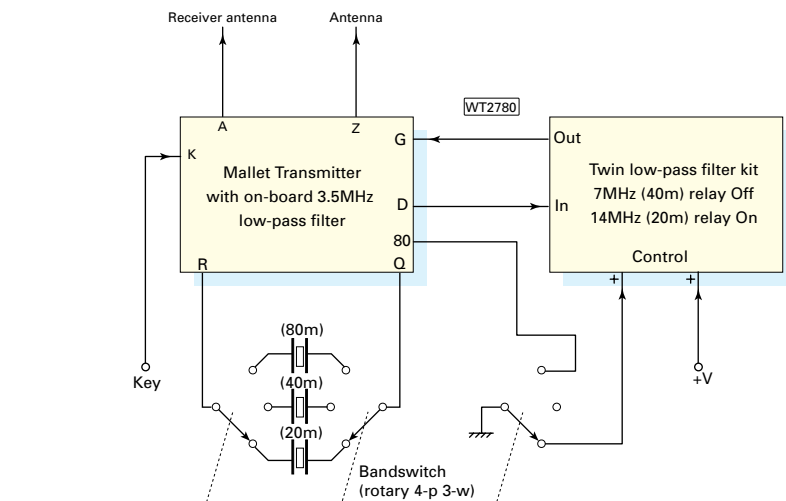 Receiver antenna
Antenna
WT2780
A
Z
K
G
Out
Mallet Transmitter
with on-board 3.5MHz
low-pass filter
Twin low-pass filter kit
7MHz (40m) relay Off
14MHz (20m) relay On
D
In
80
Control
R
Q
+
+
(80m)
Key
(40m)
+V
(20m)
Bandswitch
(rotary 4-p 3-w)